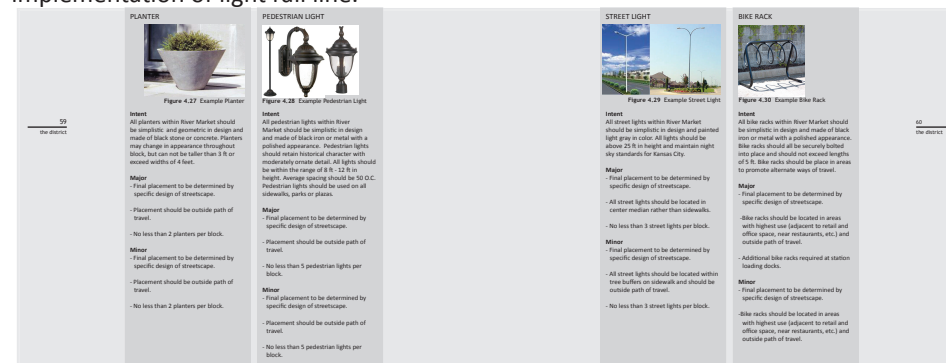 implementation of light rail line.
59
the district
PLANTER
Figure 4.27 Example Planter
Intent
All planters within River Market should
be simplistic and geometric in design and
made of black stone or concrete. Planters
may change in appearance throughout
block, but can not be taller than 3 ft or
exceed widths of 4 feet.
Major
- Final placement to be determined by
specific design of streetscape.
- Placement should be outside path of
travel.
- No less than 2 planters per block.
Minor
- Final placement to be determined by
specific design of streetscape.
- Placement should be outside path of
travel.
- No less than 2 planters per block.
PEDESTRIAN LIGHT
Figure 4.28 Example Pedestrian Light
Intent
All pedestrian lights within River
Market should be simplistic in design
and made of black iron or metal with a
polished appearance. Pedestrian lights
should retain historical character with
moderately ornate detail. All lights should
be within the range of 8 ft - 12 ft in
height. Average spacing should be 50 O.C.
Pedestrian lights should be used on all
sidewalks, parks or plazas.
Major
- Final placement to be determined by
specific design of streetscape.
- Placement should be outside path of
travel.
- No less than 5 pedestrian lights per
block.
Minor
- Final placement to be determined by
specific design of streetscape.
- Placement should be outside path of
travel.
- No less than 5 pedestrian lights per
block.
STREET LIGHT
Figure 4.29 Example Street Light
Intent
All street lights within River Market
should be simplistic in design and painted
light gray in color. All lights should be
above 25 ft in height and maintain night
sky standards for Kansas City.
Major
- Final placement to be determined by
specific design of streetscape.
- All street lights should be located in
center median rather than sidewalks.
- No less than 3 street lights per block.
Minor
- Final placement to be determined by
specific design of streetscape.
- All street lights should be located within
tree buffers on sidewalk and should be
outside path of travel.
- No less than 3 street lights per block.
BIKE RACK
Figure 4.30 Example Bike Rack
Intent
All bike racks within River Market should
be simplistic in design and made of black
iron or metal with a polished appearance.
Bike racks should all be securely bolted
into place and should not exceed lengths
of 5 ft. Bike racks should be place in areas
to promote alternate ways of travel.
Major
- Final placement to be determined by
specific design of streetscape.
-Bike racks should be located in areas
with highest use (adjacent to retail and
office space, near restaurants, etc.) and
outside path of travel.
- Additional bike racks required at station
loading docks.
Minor
- Final placement to be determined by
specific design of streetscape.
-Bike racks should be located in areas
with highest use (adjacent to retail and
office space, near restaurants, etc.) and
outside path of travel.
60
the district